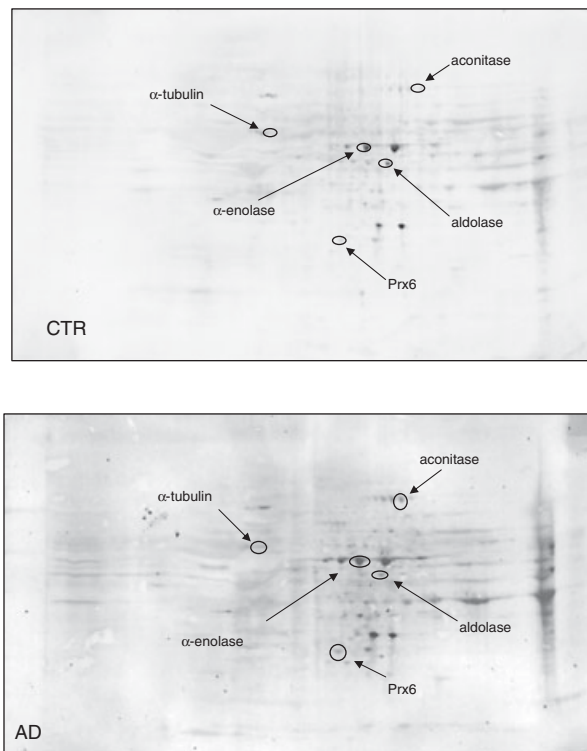 aconitase
α-tubulin
α-enolase
aldolase
Prx6
CTR
aconitase
α-tubulin
α-enolase
aldolase
Prx6
AD